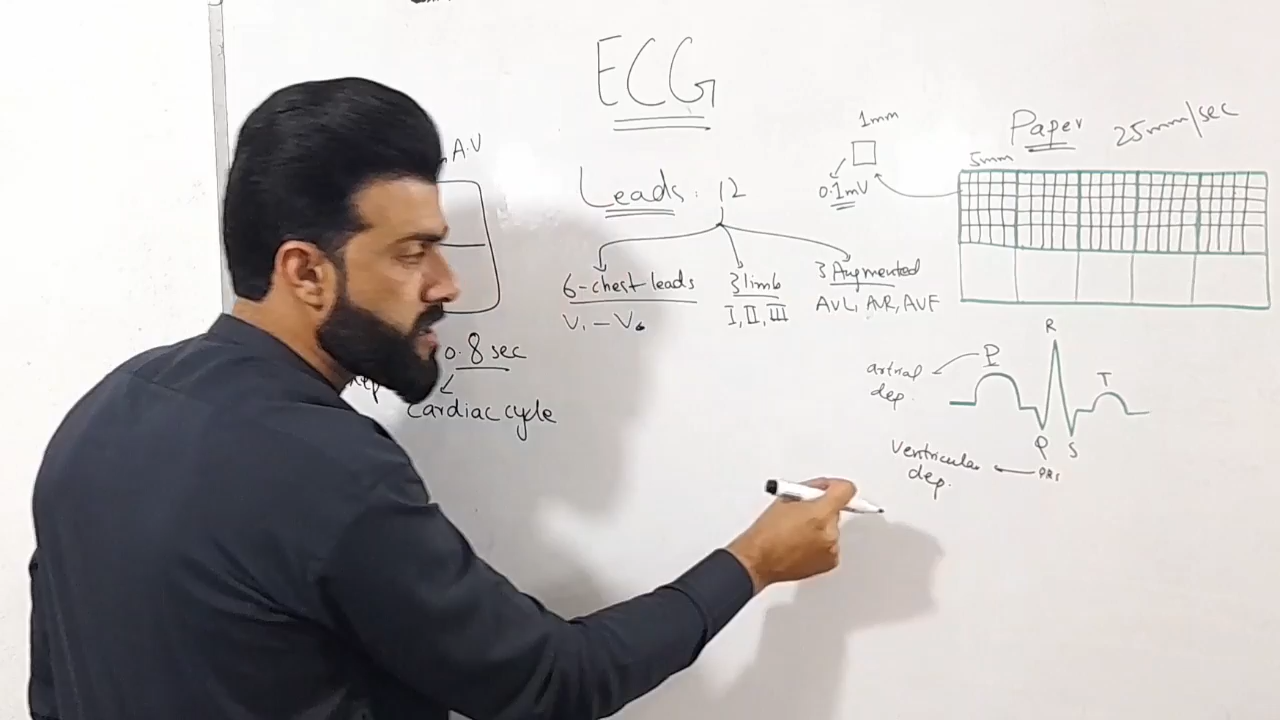 ECG
A.V
Leads: 12
6-chest leads
V1 - V6
3 limb
I, II, III
3 Augmented
AVL, AVR, AVF
0.8 sec
Cardiac cycle
1mm
0.1mV
Paper 25mm/sec
5mm
R
P
T
Q
S
artrial
dep.
Ventricular
dep.
QRS